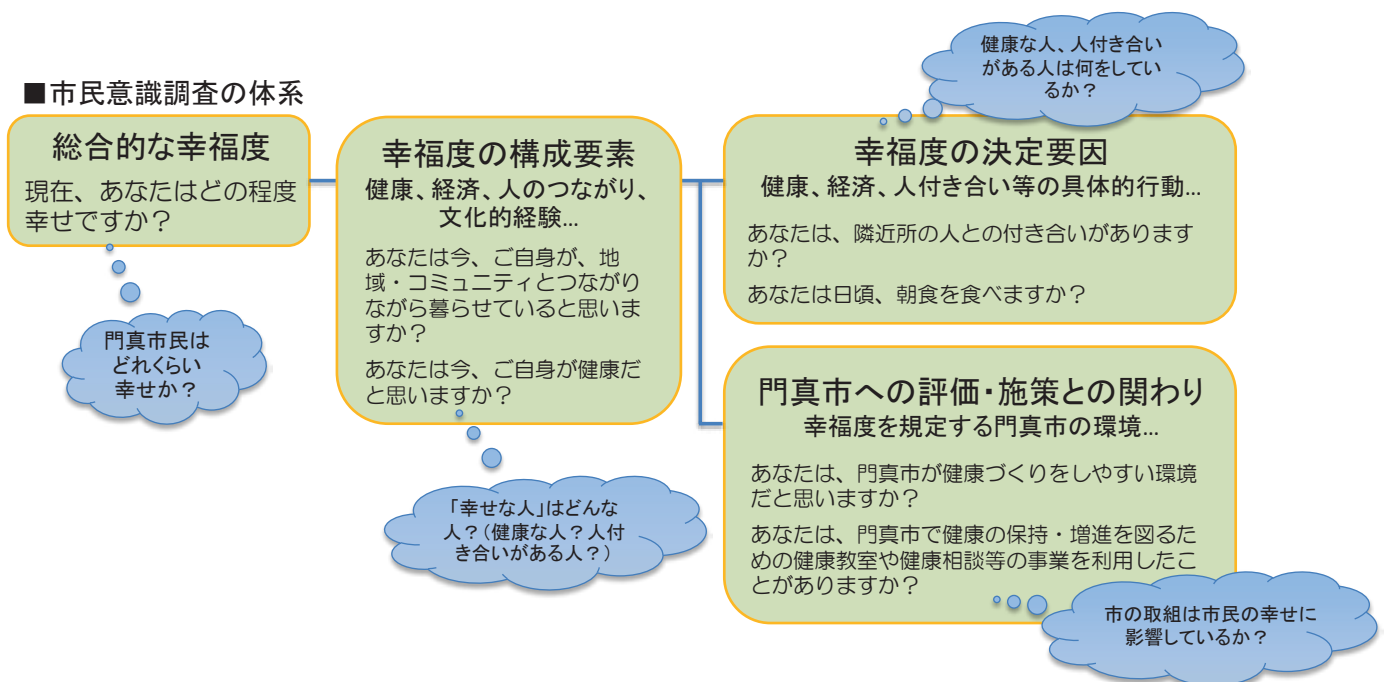 ■市民意識調査の体系
総合的な幸福度
現在、あなたはどの程度
幸せですか？
門真市民は
どれくらい
幸せか？
幸福度の構成要素
健康、経済、人のつながり、
文化的経験…
あなたは今、ご自身が、地
域・コミュニティとつながり
ながら暮らせていると思いま
すか？
あなたは今、ご自身が健康だ
と思いますか？
「幸せな人」はどんな
人？（健康な人？人付
き合いがある人？）
健康な人、人付き合い
がある人は何をしてい
るか？
幸福度の決定要因
健康、経済、人付き合い等の具体的行動…
あなたは、隣近所の人との付き合いがあります
か？
あなたは日頃、朝食を食べますか？
門真市への評価・施策との関わり
幸福度を規定する門真市の環境…
あなたは、門真市が健康づくりをしやすい環境
だと思いますか？
あなたは、門真市で健康の保持・増進を図るた
めの健康教室や健康相談等の事業を利用したこ
とがありますか？
市の取組は市民の幸せに
影響しているか？